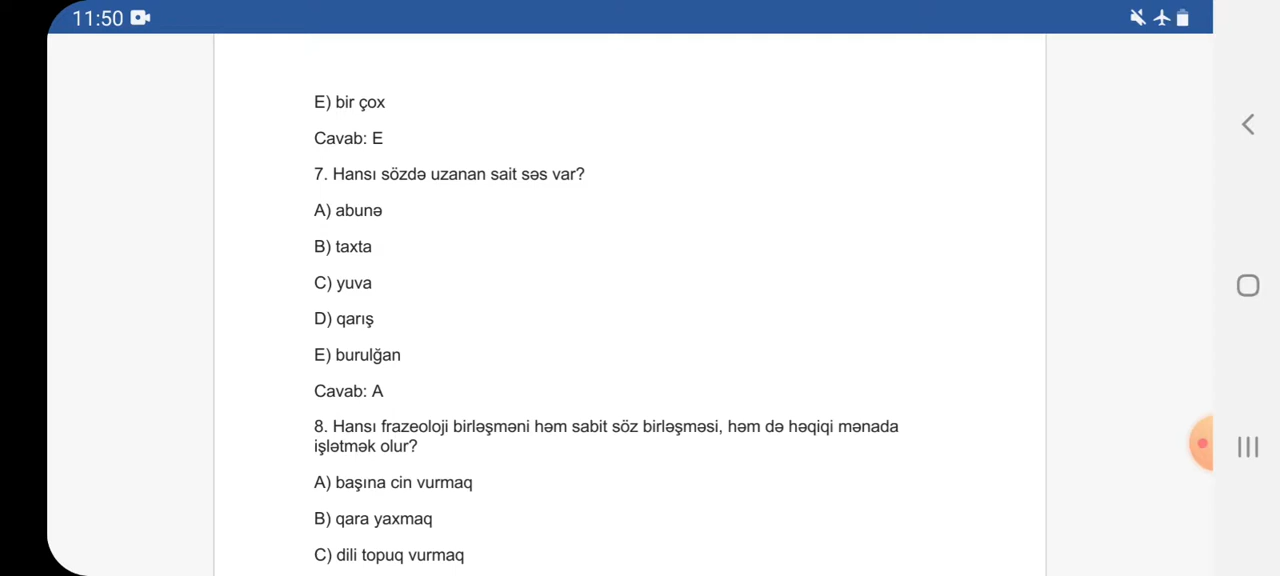 11:50
E) bir çox
Cavab: E
7. Hansı sözdə uzanan sait səs var?
A) abunə
B) taxta
C) yuva
D) qarış
E) burulğan
Cavab: A
8. Hansı frazeoloji birləşməni həm sabit söz birləşməsi, həm də həqiqi mənada
işlətmək olur?
A) başına cin vurmaq
B) qara yaxmaq
C) dili topuq vurmaq